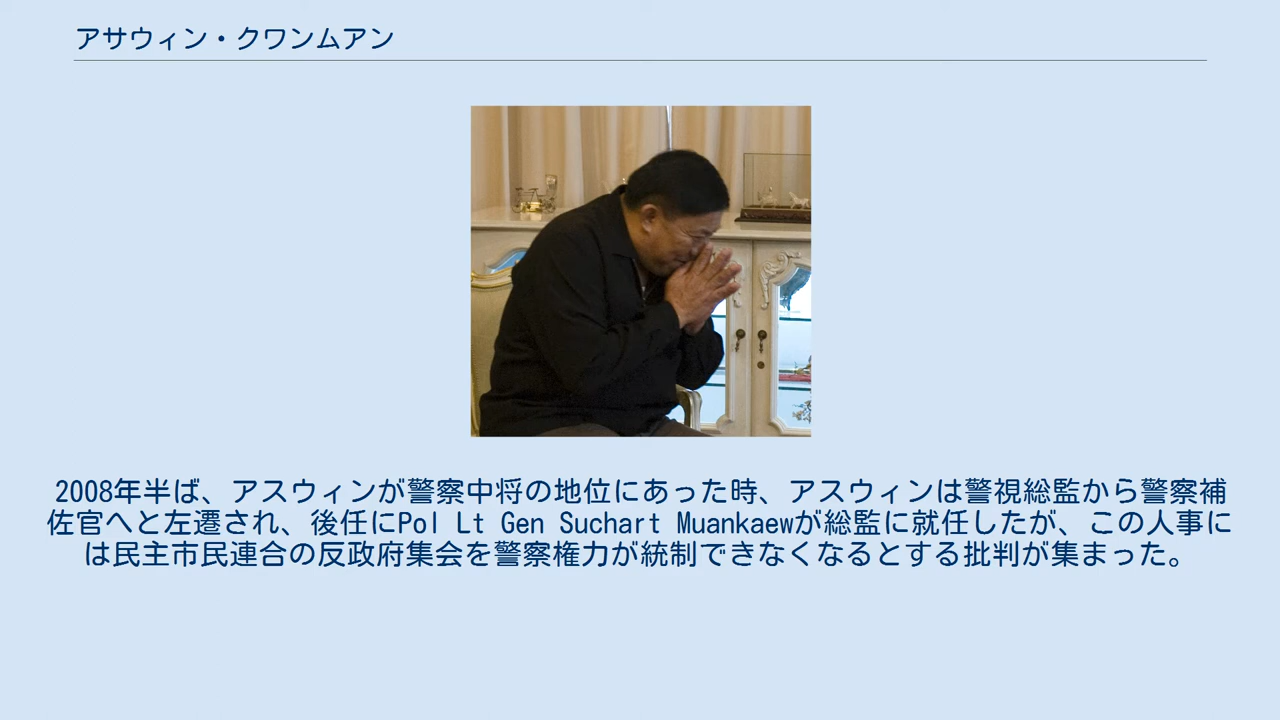 アサウィン・クワンムアン
2008年半ば、アスウィンが警察中将の地位にあった時、アスウィンは警視総監から警察補
佐官へと左遷され、後任にPol Lt Gen Suchart Muankaewが総監に就任したが、この人事に
は民主市民連合の反政府集会を警察権力が統制できなくなるとする批判が集まった。